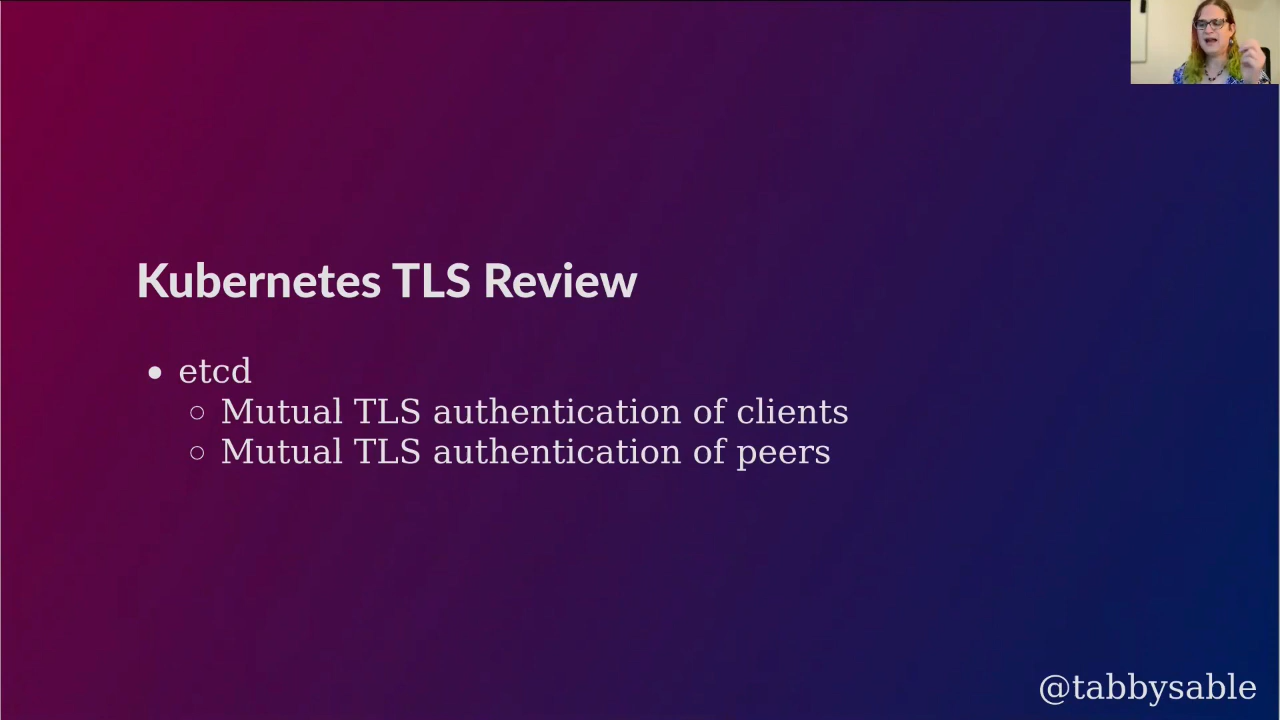 Kubernetes TLS Review
• etcd
○ Mutual TLS authentication of clients
○ Mutual TLS authentication of peers
@tabbysable